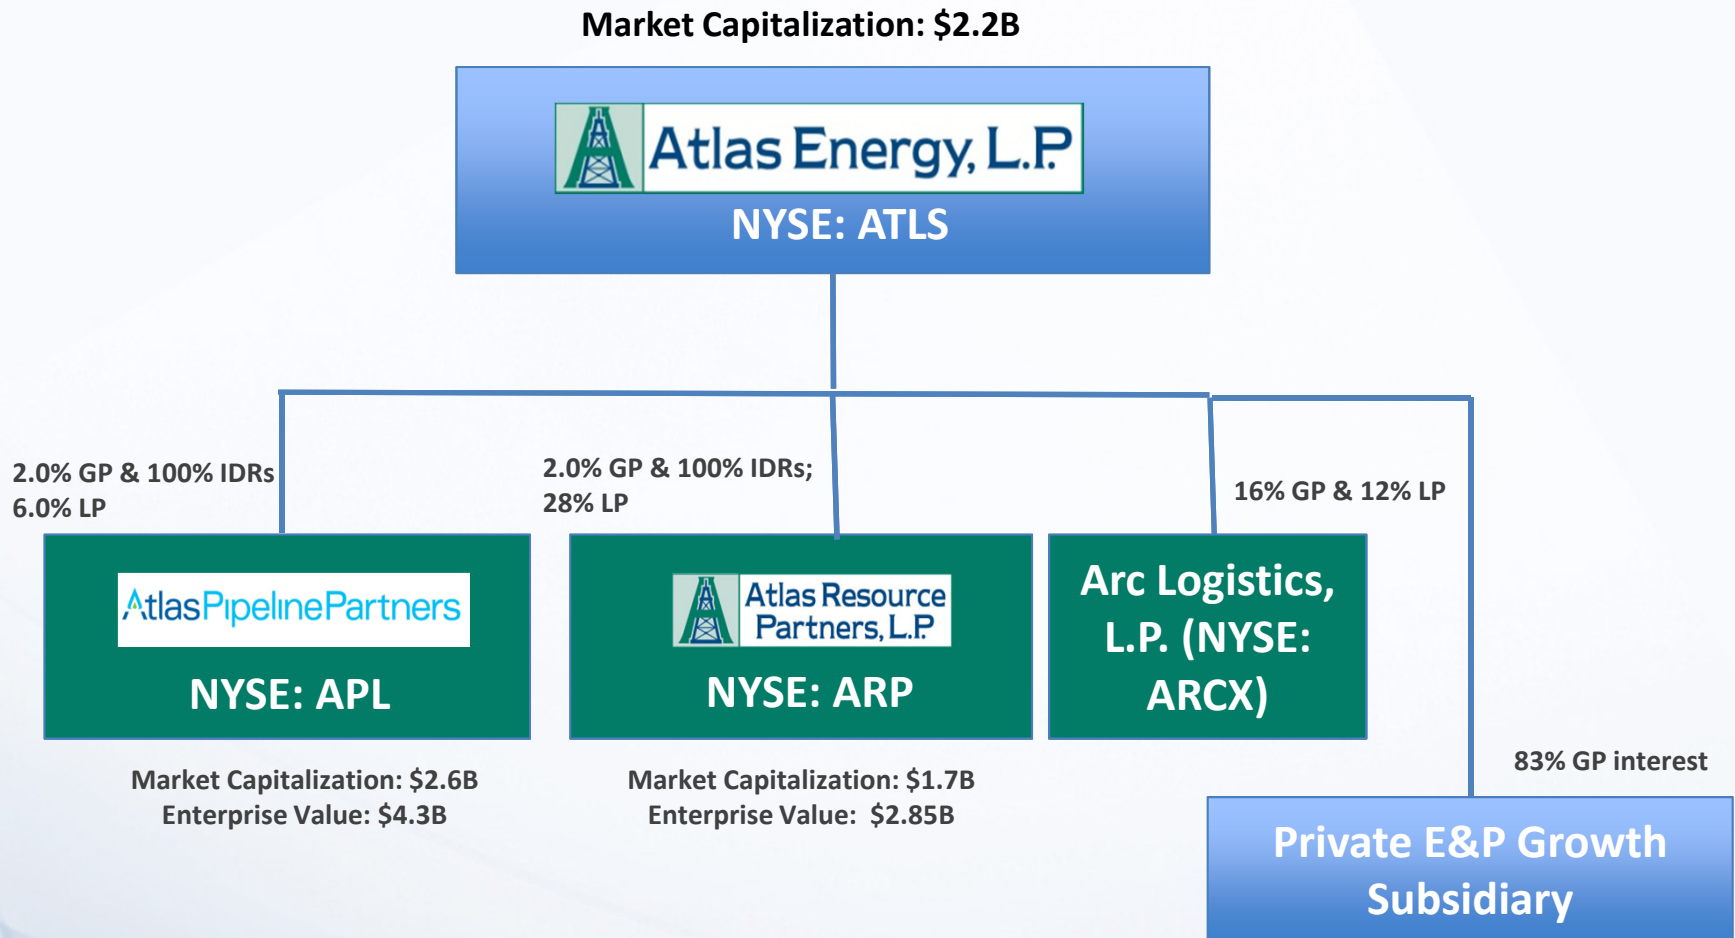 Market Capitalization: $2.2B
Atlas Energy, L.P.
NYSE: ATLS
2.0% GP & 100% IDRs
6.0% LP
2.0% GP & 100% IDRs;
28% LP
16% GP & 12% LP
AtlasPipelinePartners
NYSE: APL
Atlas Resource
Partners, L.P.
NYSE: ARP
Arc Logistics,
L.P. (NYSE:
ARCX)
Market Capitalization: $2.6B
Enterprise Value: $4.3B
Market Capitalization: $1.7B
Enterprise Value: $2.85B
83% GP interest
Private E&P Growth
Subsidiary